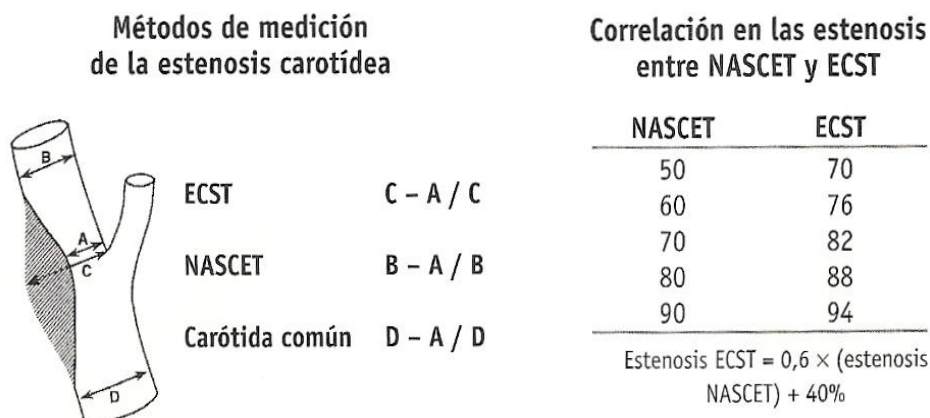 Métodos de medición
de la estenosis carotídea
B
A
C
D
ECST C – A / C
NASCET B – A / B
Carótida común D – A / D
Correlación en las estenosis
entre NASCET y ECST
NASCET ECST
50 70
60 76
70 82
80 88
90 94
Estenosis ECST = 0,6 × (estenosis
NASCET) + 40%